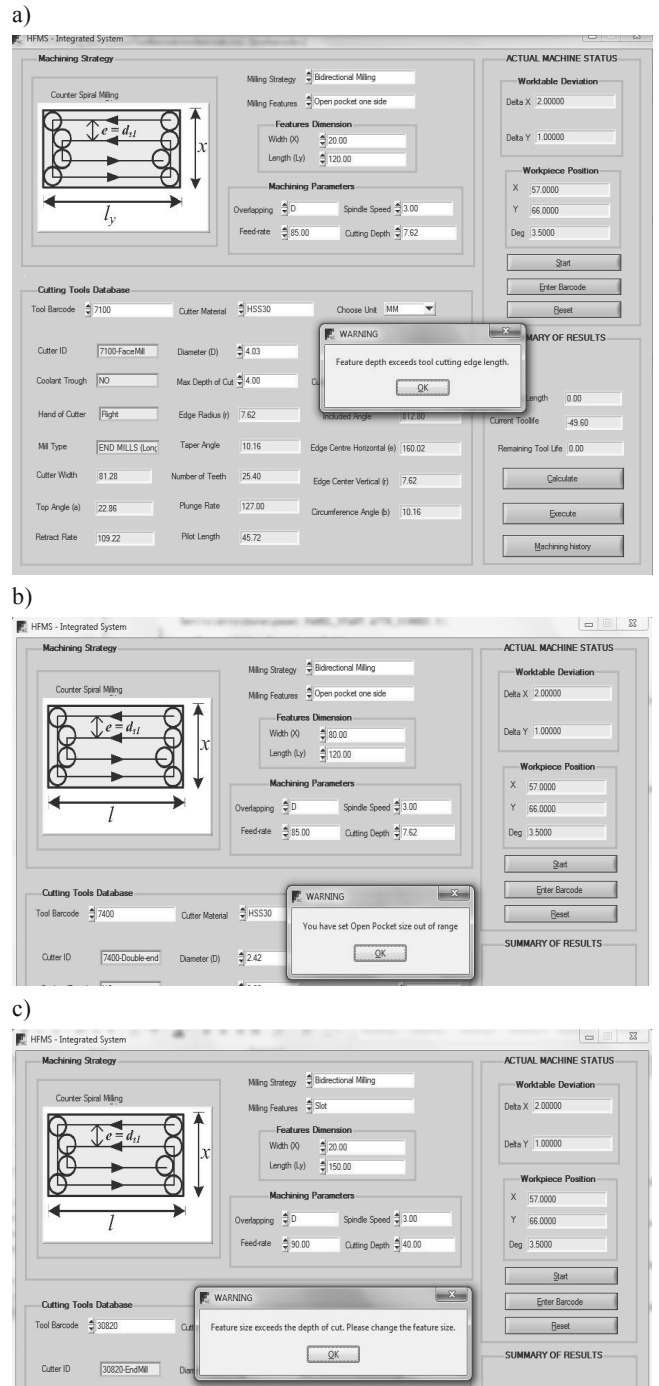 a)
HFMS - Integrated System
Machining Strategy
ACTUAL MACHINE STATUS
Counter Spiral Milling
e = d_tl
x
l_y
Milling Strategy Bidirectional Milling
Milling Features Open pocket one side
Features Dimension
Width (X) 20.00
Length (Ly) 120.00
Machining Parameters
Overlapping D Spindle Speed 3.00
Feed-rate 85.00 Cutting Depth 7.62
Worktable Deviation
Delta X 2.00000
Delta Y 1.00000
Workpiece Position
X 57.0000
Y 66.0000
Deg 3.5000
Start
Enter Barcode
Reset
Cutting Tools Database
Tool Barcode 7100 Cutter Material HSS30 Choose Unit MM
WARNING
Feature depth exceeds tool cutting edge length.
OK
MARY OF RESULTS
Cutter ID 7100-FaceMill Diameter (D) 4.03
Coolant Trough NO Max Depth of Cut 4.00 Cu
Length 0.00
Hand of Cutter Right Edge Radius (r) 7.62 Included Angle 812.80
Current Toollife -49.60
Mill Type END MILLS (Long Taper Angle 10.16 Edge Centre Horizontal (e) 160.02
Remaining Tool Life 0.00
Cutter Width 81.28 Number of Teeth 25.40 Edge Center Vertical (f) 7.62
Calculate
Top Angle (a) 22.86 Plunge Rate 127.00 Circumference Angle (b) 10.16
Execute
Retract Rate 109.22 Pilot Length 45.72
Machining history
b)
HFMS - Integrated System
Machining Strategy
ACTUAL MACHINE STATUS
Counter Spiral Milling
e = d_tl
x
l
Milling Strategy Bidirectional Milling
Milling Features Open pocket one side
Features Dimension
Width (X) 80.00
Length (Ly) 120.00
Machining Parameters
Overlapping D Spindle Speed 3.00
Feed-rate 85.00 Cutting Depth 7.62
Worktable Deviation
Delta X 2.00000
Delta Y 1.00000
Workpiece Position
X 57.0000
Y 66.0000
Deg 3.5000
Start
Enter Barcode
Reset
Cutting Tools Database
Tool Barcode 7400 Cutter Material HSS30
WARNING
You have set Open Pocket size out of range
OK
SUMMARY OF RESULTS
Cutter ID 7400-Double-end Diameter (D) 2.42
c)
HFMS - Integrated System
Machining Strategy
ACTUAL MACHINE STATUS
Counter Spiral Milling
e = d_tl
x
l
Milling Strategy Bidirectional Milling
Milling Features Slot
Features Dimension
Width (X) 20.00
Length (Ly) 150.00
Machining Parameters
Overlapping D Spindle Speed 3.00
Feed-rate 90.00 Cutting Depth 40.00
Worktable Deviation
Delta X 2.00000
Delta Y 1.00000
Workpiece Position
X 57.0000
Y 66.0000
Deg 3.5000
Start
Enter Barcode
Reset
Cutting Tools Database
Tool Barcode 30820 Cutt
WARNING
Feature size exceeds the depth of cut. Please change the feature size.
OK
SUMMARY OF RESULTS
Cutter ID 30820-EndMill Diam